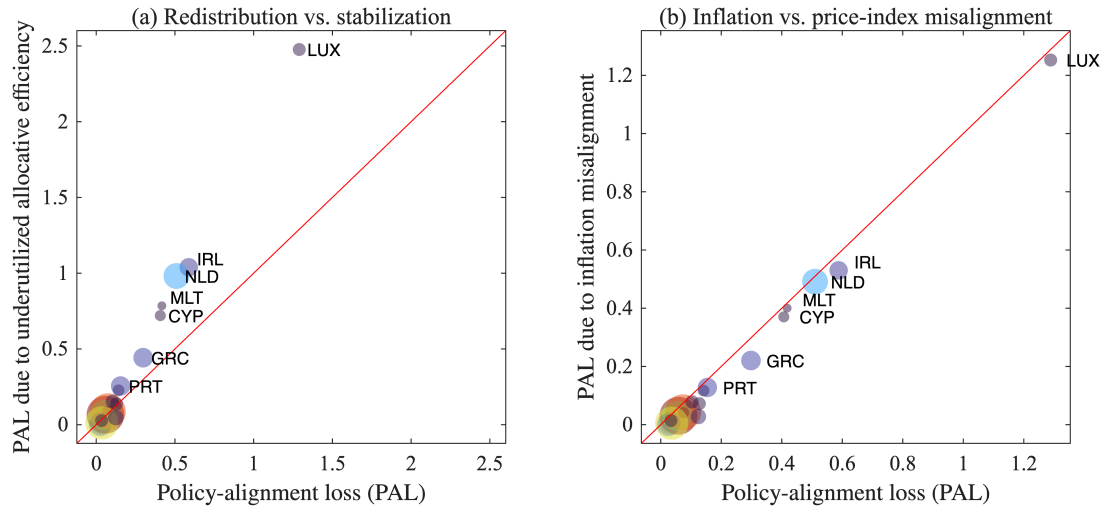 (a) Redistribution vs. stabilization
PAL due to underutilized allocative efficiency
2.5
2
1.5
1
0.5
0
LUX
IRL
NLD
MLT
CYP
GRC
PRT
0
0.5
1
1.5
2
2.5
Policy-alignment loss (PAL)
(b) Inflation vs. price-index misalignment
PAL due to inflation misalignment
1.2
1
0.8
0.6
0.4
0.2
0
LUX
IRL
NLD
MLT
CYP
GRC
PRT
0
0.2
0.4
0.6
0.8
1
1.2
Policy-alignment loss (PAL)